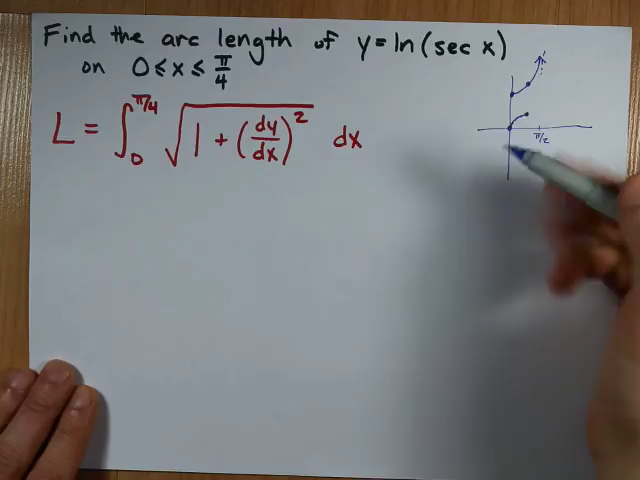 Find the arc length of y = ln(sec x)
on 0 ≤ x ≤ π/4
L = ∫₀^(π/4) √(1 + (dy/dx)²) dx
π/2